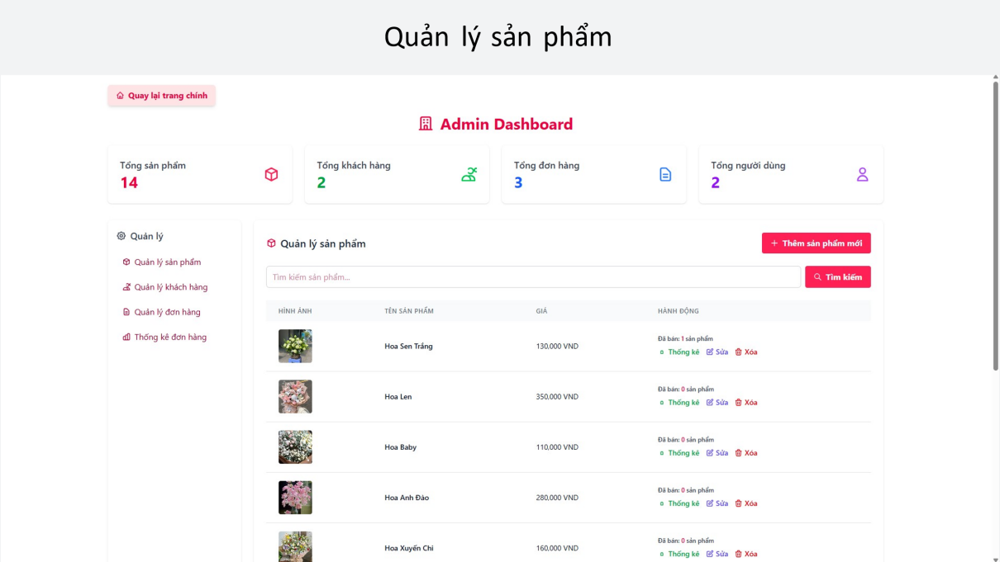 Quản lý sản phẩm
Quay lại trang chính
Admin Dashboard
Tổng sản phẩm
14
Tổng khách hàng
2
Tổng đơn hàng
3
Tổng người dùng
2
Quản lý
Quản lý sản phẩm
Quản lý khách hàng
Quản lý đơn hàng
Thống kê đơn hàng
Quản lý sản phẩm
+ Thêm sản phẩm mới
Tìm kiếm sản phẩm...
Tìm kiếm
HÌNH ẢNH TÊN SẢN PHẨM GIÁ HÀNH ĐỘNG
Đã bán: 1 sản phẩm
Hoa Sen Trắng 130,000 VND
Thống kê Sửa Xóa
Đã bán: 0 sản phẩm
Hoa Len 350,000 VND
Thống kê Sửa Xóa
Đã bán: 0 sản phẩm
Hoa Baby 110,000 VND
Thống kê Sửa Xóa
Đã bán: 0 sản phẩm
Hoa Anh Đào 280,000 VND
Thống kê Sửa Xóa
Đã bán: 0 sản phẩm
Hoa Xuyến Chi 160,000 VND
Thống kê Sửa Xóa